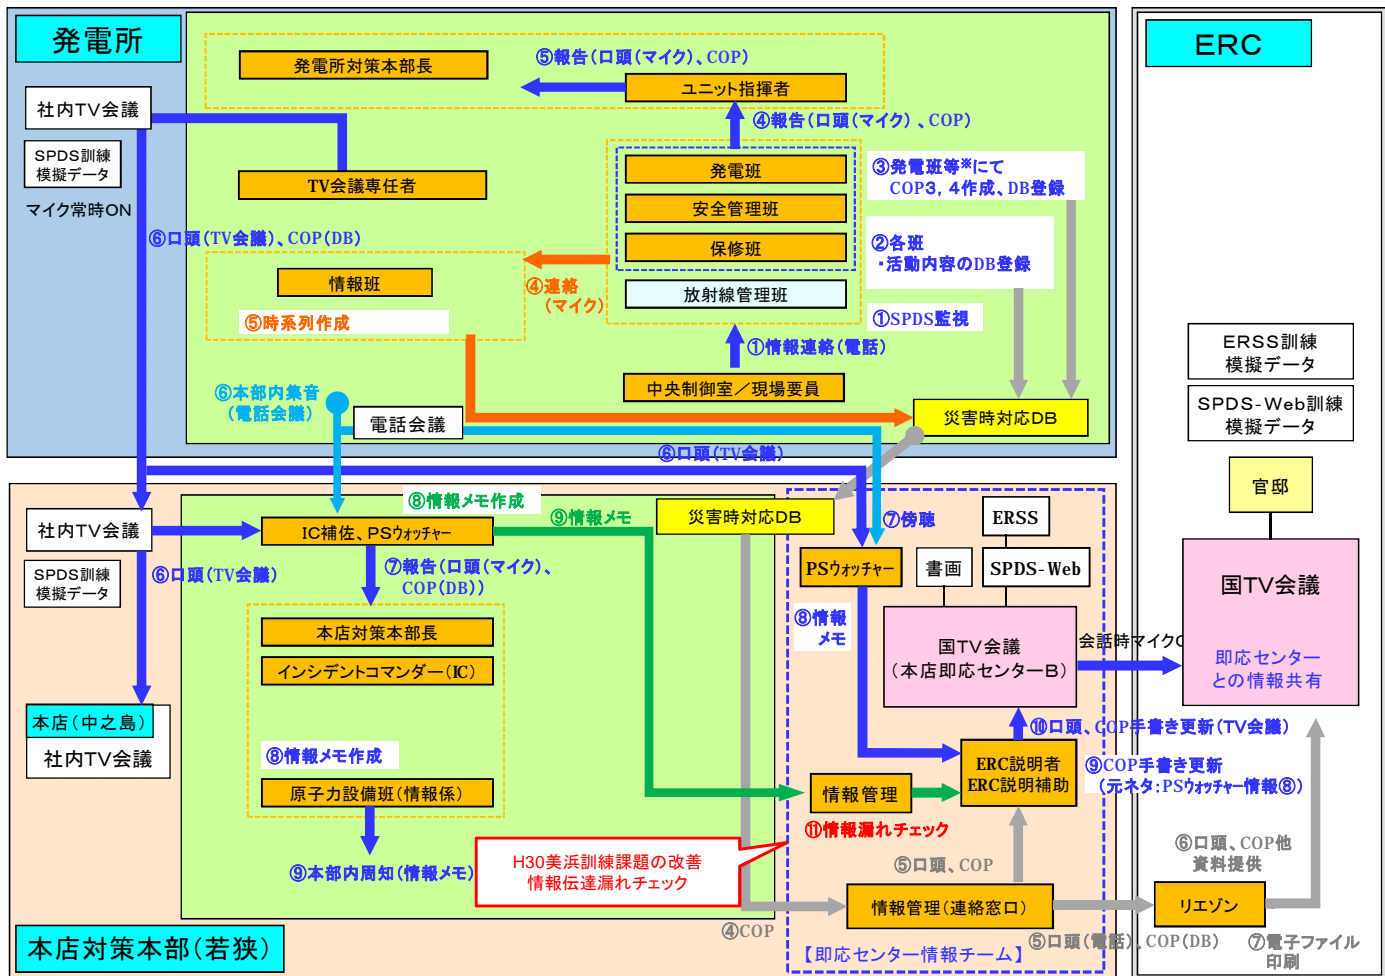 発電所
ERC
発電所対策本部長
⑤報告(口頭(マイク)、COP)
ユニット指揮者
社内TV会議
④報告(口頭(マイク)、COP)
SPDS訓練
模擬データ
マイク常時ON
TV会議専任者
発電班
安全管理班
保修班
放射線管理班
③発電班等※にて
COP3,4作成、DB登録
②各班
・活動内容のDB登録
①SPDS監視
⑥口頭(TV会議)、COP(DB)
情報班
④連絡
(マイク)
⑤時系列作成
①情報連絡(電話)
中央制御室/現場要員
⑥本部内集音
(電話会議)
電話会議
災害時対応DB
⑥口頭(TV会議)
ERSS訓練
模擬データ
SPDS-Web訓練
模擬データ
官邸
国TV会議
即応センター
との情報共有
社内TV会議
SPDS訓練
模擬データ
⑥口頭(TV会議)
⑧情報メモ作成
IC補佐、PSウォッチャー
⑨情報メモ
災害時対応DB
⑦傍聴
ERSS
PSウォッチャー
書画
SPDS-Web
⑦報告(口頭(マイク)、
COP(DB))
⑧情報
メモ
国TV会議
(本店即応センターB)
会話時マイクO
本店対策本部長
インシデントコマンダー(IC)
本店(中之島)
社内TV会議
⑧情報メモ作成
原子力設備班(情報係)
⑨本部内周知(情報メモ)
⑩口頭、COP手書き更新(TV会議)
ERC説明者
ERC説明補助
⑨COP手書き更新
(元ネタ:PSウォッチャー情報⑧)
情報管理
⑪情報漏れチェック
H30美浜訓練課題の改善
情報伝達漏れチェック
⑤口頭、COP
⑥口頭、COP他
資料提供
情報管理(連絡窓口)
リエゾン
④COP
⑤口頭(電話)、COP(DB)
⑦電子ファイル
印刷
【即応センター情報チーム】
本店対策本部(若狭)